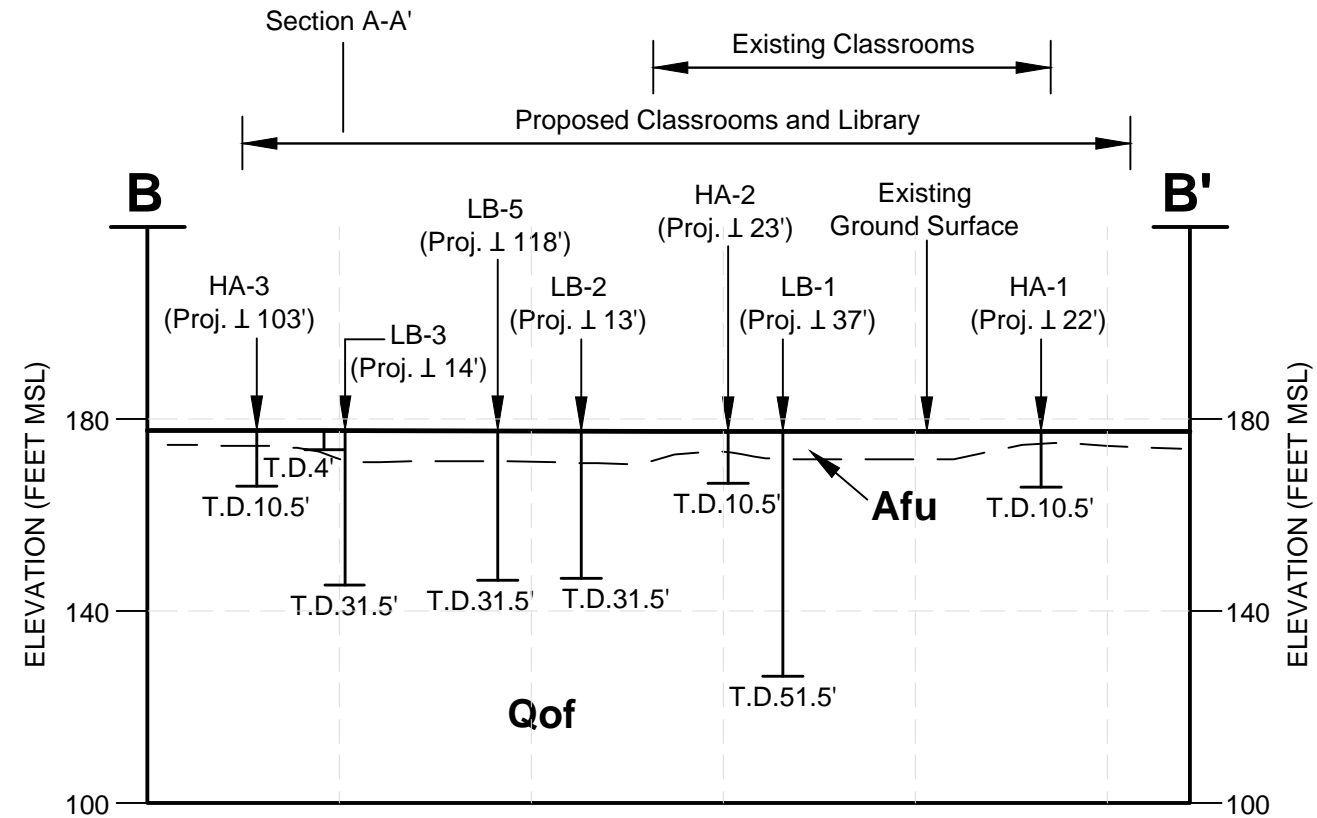 Section A-A'
Existing Classrooms
Proposed Classrooms and Library
B
B'
HA-3
(Proj. ⊥ 103')
LB-3
(Proj. ⊥ 14')
LB-5
(Proj. ⊥ 118')
LB-2
(Proj. ⊥ 13')
HA-2
(Proj. ⊥ 23')
LB-1
(Proj. ⊥ 37')
Existing
Ground Surface
HA-1
(Proj. ⊥ 22')
ELEVATION (FEET MSL)
180
140
100
T.D.4'
T.D.10.5'
T.D.31.5'
T.D.31.5'
T.D.31.5'
T.D.10.5'
T.D.51.5'
T.D.10.5'
Afu
Qof
180
140
100
ELEVATION (FEET MSL)